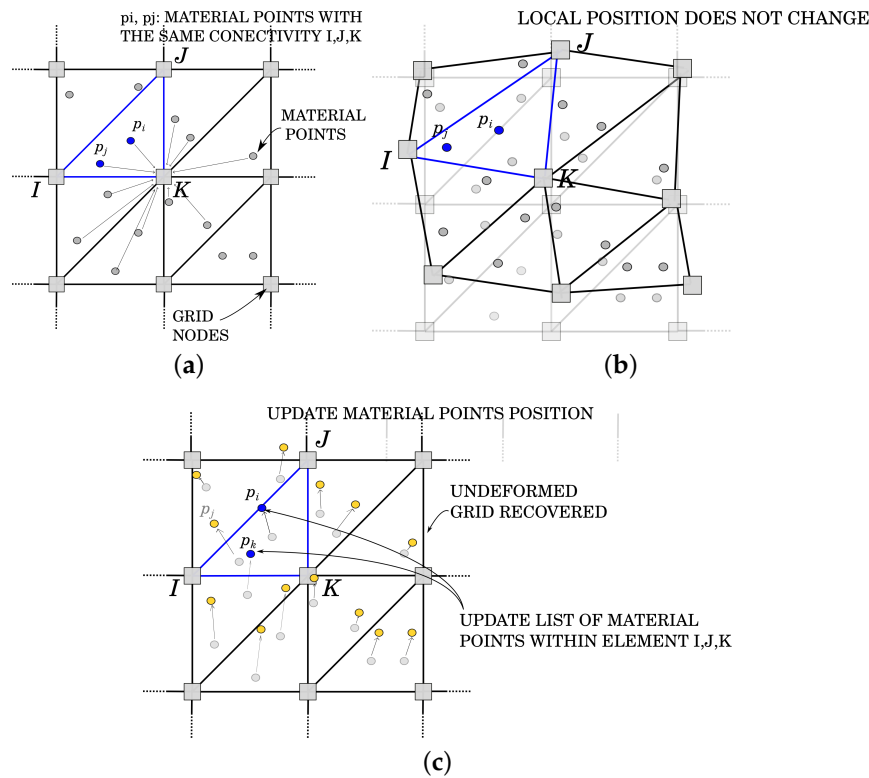 pi, pj: MATERIAL POINTS WITH
THE SAME CONECTIVITY I,J,K
J
p_i
p_j
MATERIAL
POINTS
I
K
GRID
NODES
(a)
LOCAL POSITION DOES NOT CHANGE
J
p_i
p_j
I
K
(b)
UPDATE MATERIAL POINTS POSITION
J
p_i
p_j
UNDEFORMED
GRID RECOVERED
p_k
I
K
UPDATE LIST OF MATERIAL
POINTS WITHIN ELEMENT I,J,K
(c)